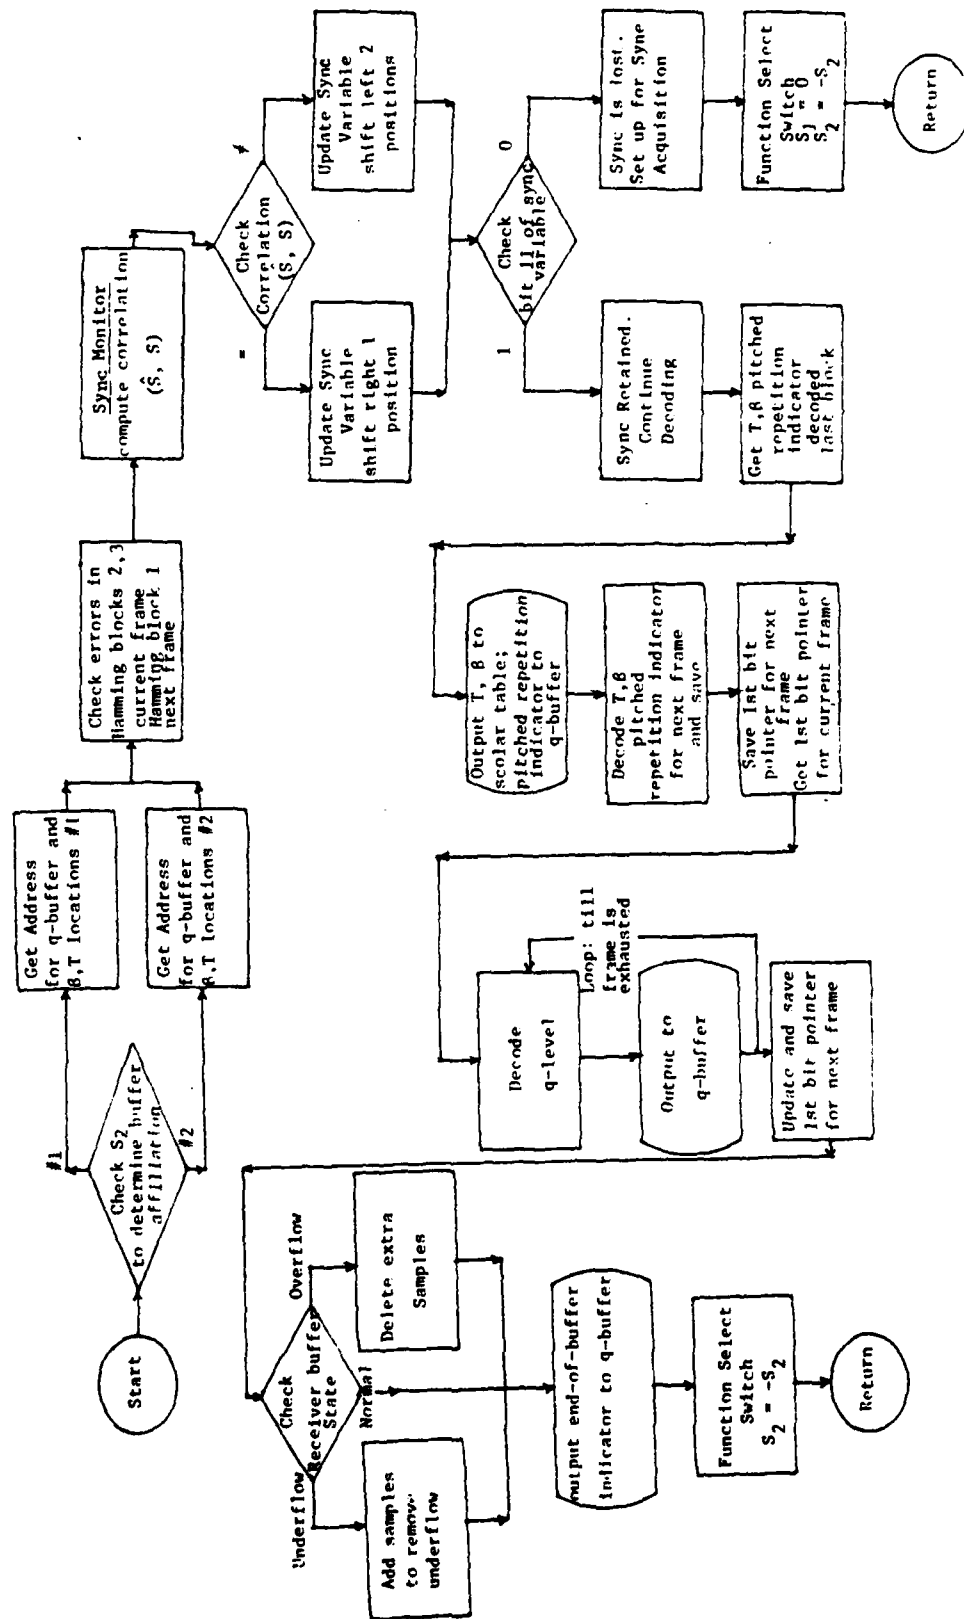 Start
Check S2
to determine buffer
affiliation
#1
#2
Get Address
for q-buffer and
β,T locations #1
Get Address
for q-buffer and
β,T locations #2
Check errors in
Hamming blocks 2,3
current frame
Hamming block 1
next frame
Sync Monitor
compute correlation
(Ŝ, S)
Check
Correlation
(Ŝ, S)
=
≠
Update Sync
Variable
shift right 1
position
Update Sync
Variable
shift left 2
positions
Check
bit 11 of sync
variable
1
0
Sync Retained.
Continue
Decoding
Sync is lost.
Set up for Sync
Acquisition
Get T,β pitched
repetition
indicator
decoded
last block
Function Select
Switch
S1 = 0
S2 = -S2
Return
Output T, β to
scolar table;
pitched repetition
indicator to
q-buffer
Decode T,β
pitched
repetition indicator
for next frame
and save
Save 1st bit
pointer for next
frame
Get 1st bit pointer
for current frame
Decode
q-level
Loop: till
frame is
exhausted
Output to
q-buffer
Update and save
1st bit pointer
for next frame
Check
Receiver buffer
State
Underflow
Normal
Overflow
Add samples
to remove
underflow
Delete extra
Samples
output end-of-buffer
indicator to q-buffer
Function Select
Switch
S2 = -S2
Return